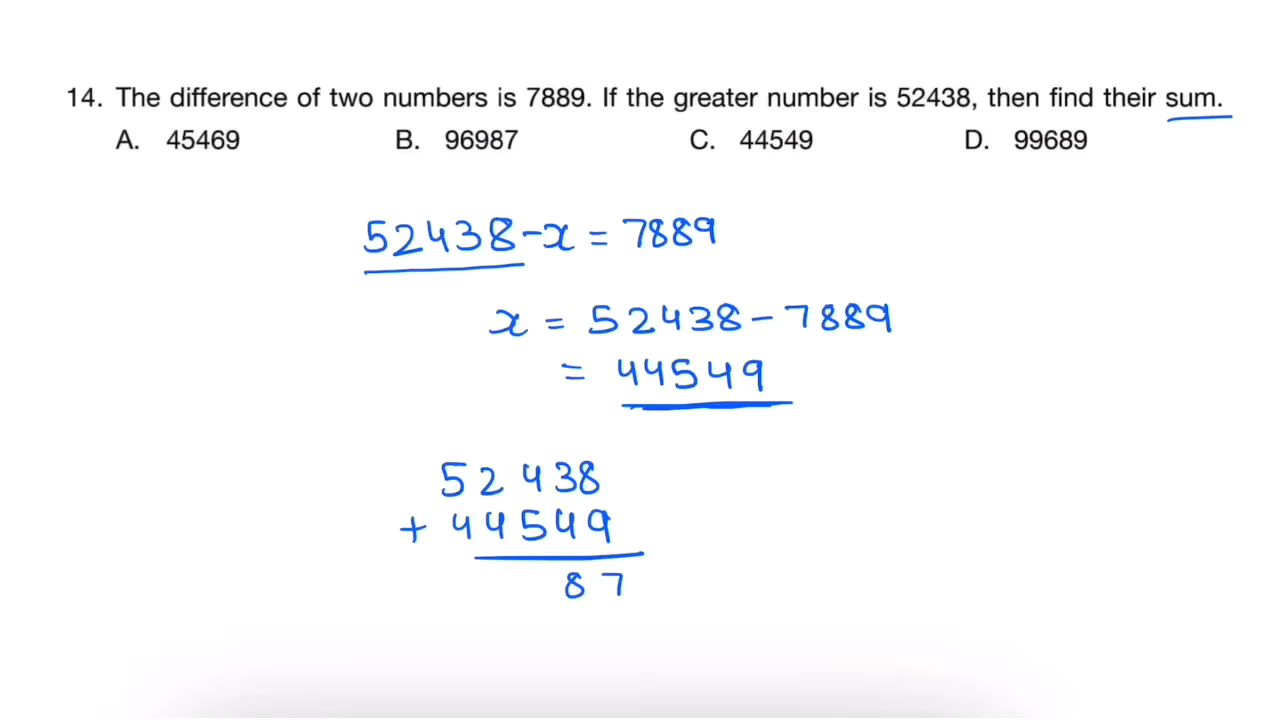 14. The difference of two numbers is 7889. If the greater number is 52438, then find their sum.
A. 45469 B. 96987 C. 44549 D. 99689
52438 - x = 7889
x = 52438 - 7889
= 44549
52438
+ 44549
87